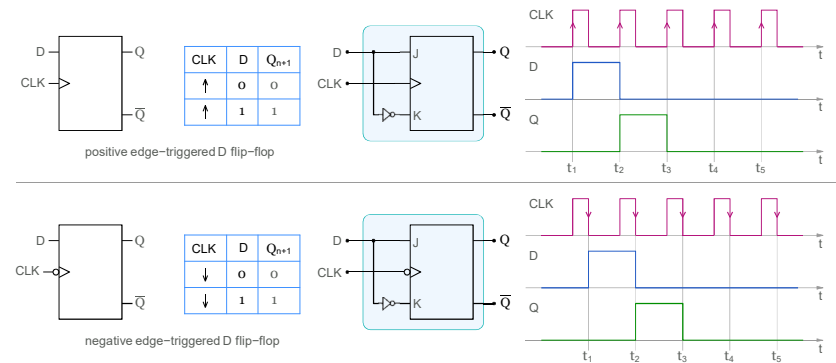 D Q
CLK
Q̅
CLK D Qn+1
↑ 0 0
↑ 1 1
positive edge−triggered D flip−flop
D J Q
CLK
K Q̅
CLK
t
D
t
Q
t
t1 t2 t3 t4 t5
D Q
CLK
Q̅
CLK D Qn+1
↓ 0 0
↓ 1 1
negative edge−triggered D flip−flop
D J Q
CLK
K Q̅
CLK
t
D
t
Q
t
t1 t2 t3 t4 t5